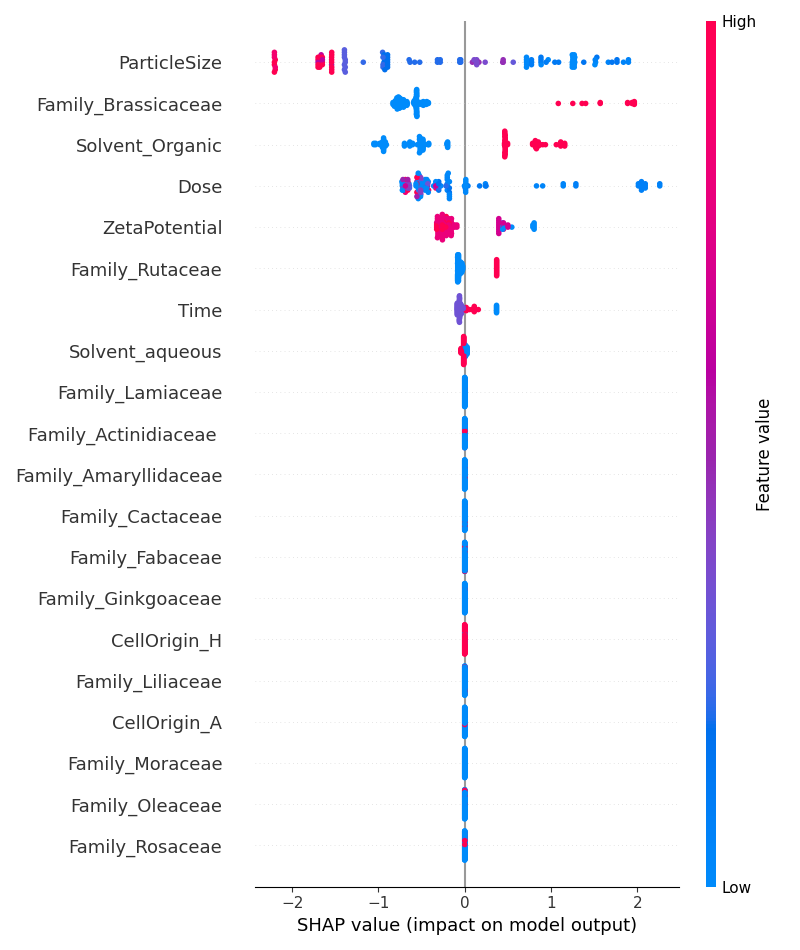 High
ParticleSize
Family_Brassicaceae
Solvent_Organic
Dose
ZetaPotential
Family_Rutaceae
Time
Solvent_aqueous
Family_Lamiaceae
Family_Actinidiaceae
Family_Amaryllidaceae
Family_Cactaceae
Family_Fabaceae
Family_Ginkgoaceae
CellOrigin_H
Family_Liliaceae
CellOrigin_A
Family_Moraceae
Family_Oleaceae
Family_Rosaceae
Feature value
Low
−2 −1 0 1 2
SHAP value (impact on model output)